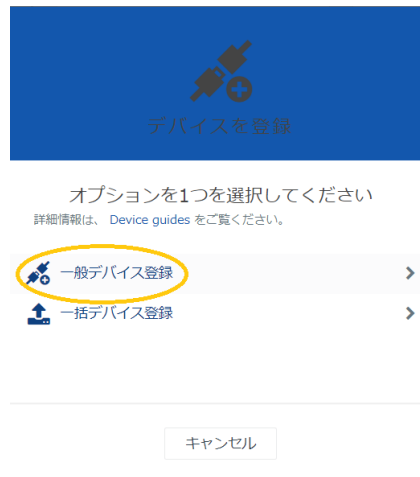 デバイスを登録
オプションを1つを選択してください
詳細情報は、 Device guides をご覧ください。
一般デバイス登録
一括デバイス登録
キャンセル